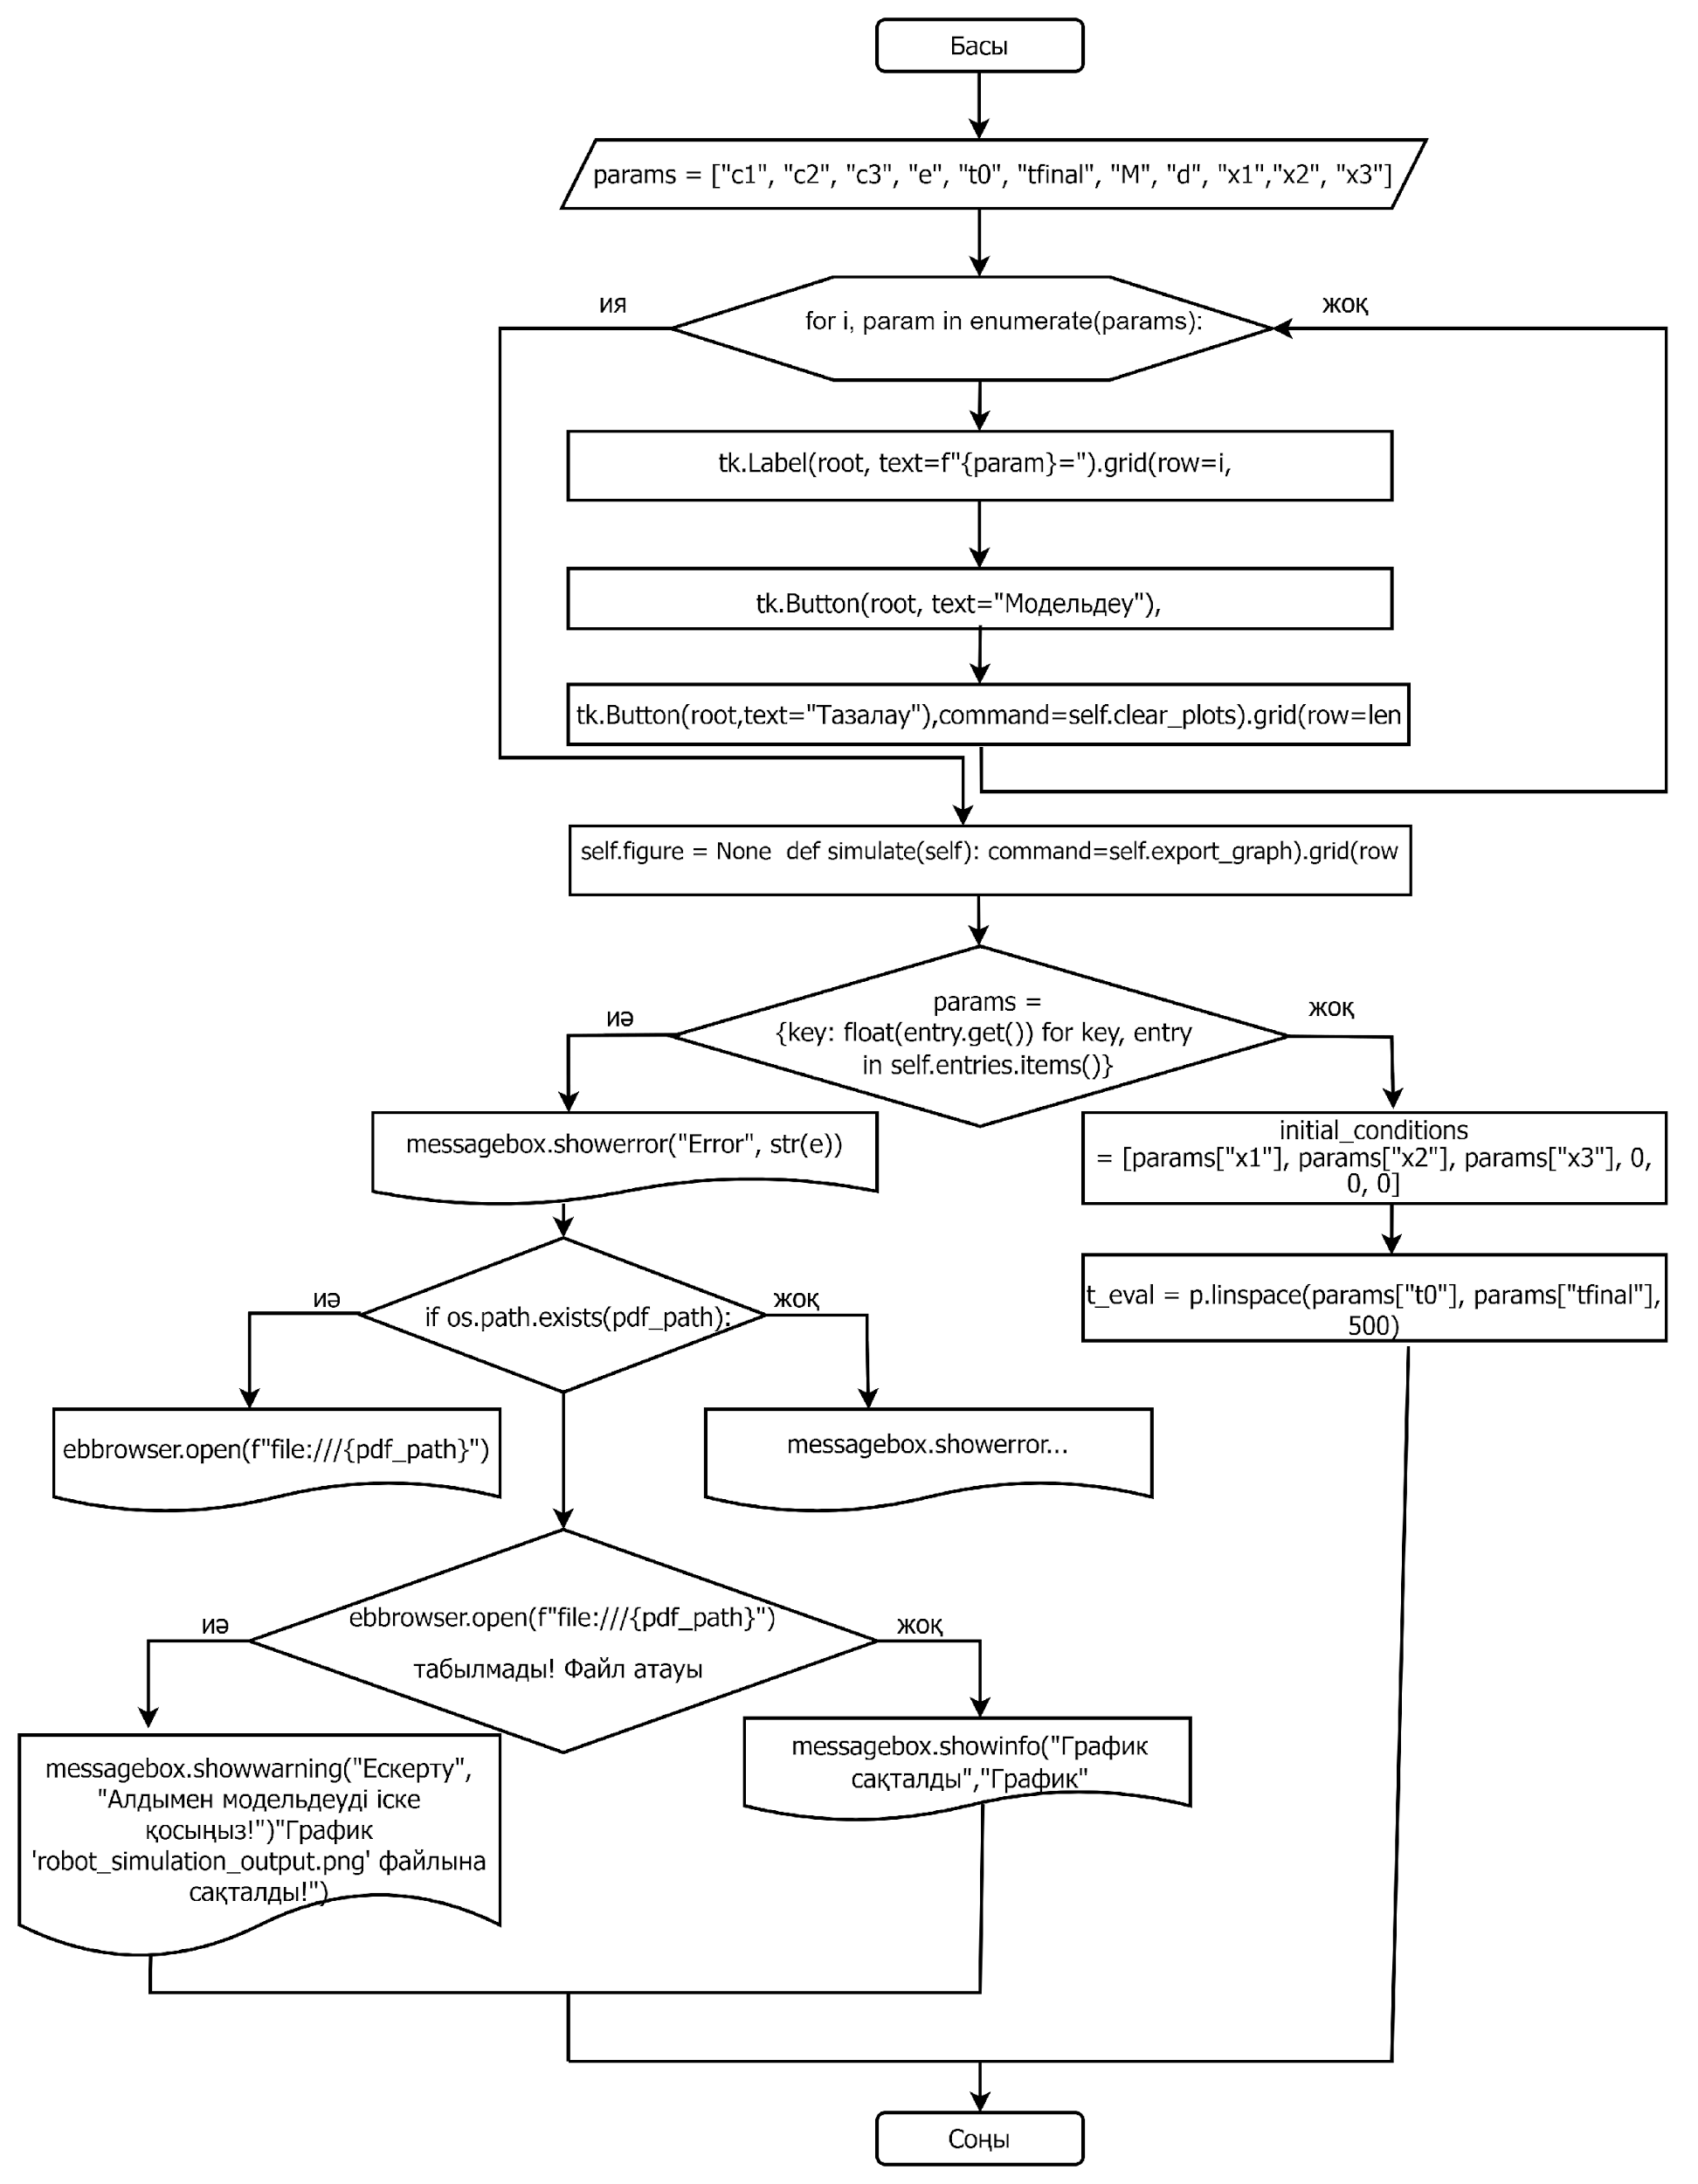 Басы
params = ["c1", "c2", "c3", "e", "t0", "tfinal", "M", "d", "x1","x2", "x3"]
ия
жоқ
for i, param in enumerate(params):
tk.Label(root, text=f"{param}=").grid(row=i,
tk.Button(root, text="Модельдеу"),
tk.Button(root,text="Тазалау"),command=self.clear_plots).grid(row=len
self.figure = None  def simulate(self): command=self.export_graph).grid(row
иә
params =
{key: float(entry.get()) for key, entry
in self.entries.items()}
жоқ
messagebox.showerror("Error", str(e))
initial_conditions
= [params["x1"], params["x2"], params["x3"], 0,
0, 0]
иә
if os.path.exists(pdf_path):
жоқ
t_eval = p.linspace(params["t0"], params["tfinal"],
500)
ebbrowser.open(f"file:///{pdf_path}")
messagebox.showerror...
иә
ebbrowser.open(f"file:///{pdf_path}")
табылмады! Файл атауы
жоқ
messagebox.showwarning("Ескерту",
"Алдымен модельдеуді іске
қосыңыз!")"График
'robot_simulation_output.png' файлына
сақталды!")
messagebox.showinfo("График
сақталды","График"
Соңы